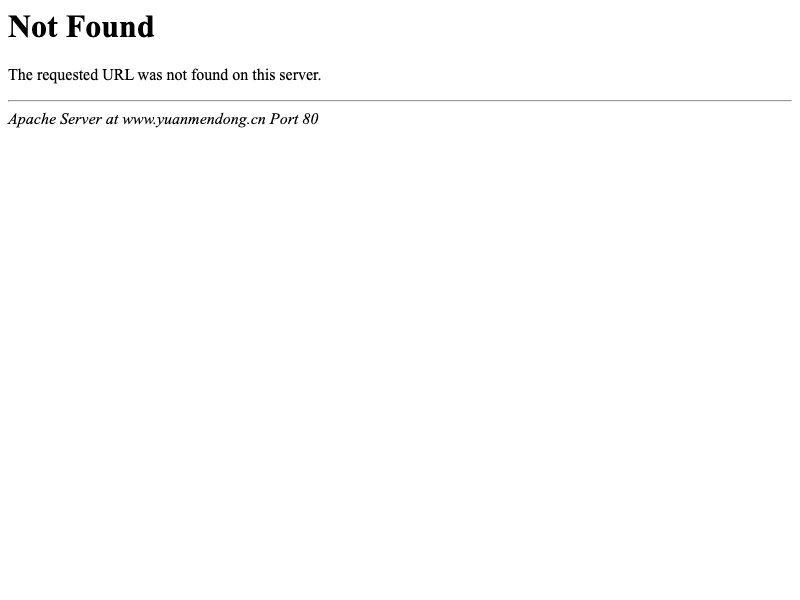 Not Found
The requested URL was not found on this server.
Apache Server at www.yuanmendong.cn Port 80